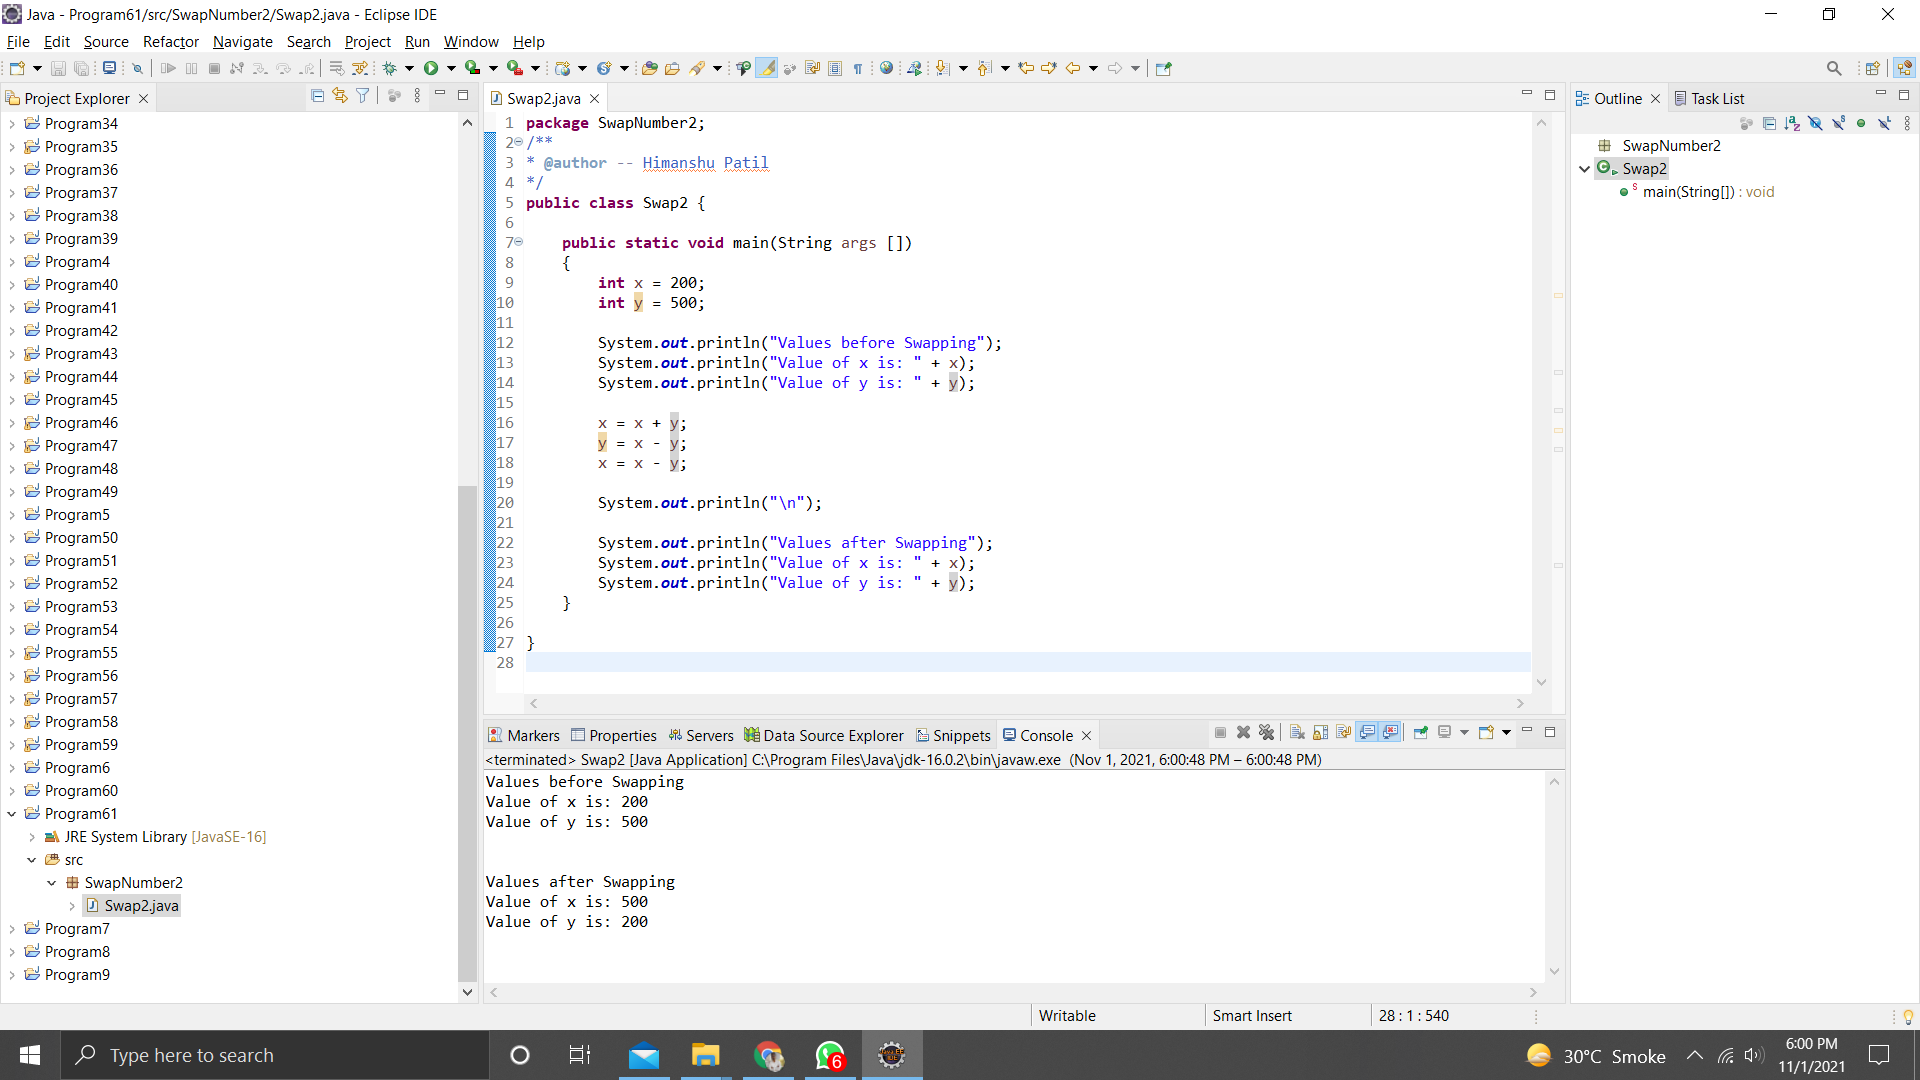 Java - Program61/src/SwapNumber2/Swap2.java - Eclipse IDE
File Edit Source Refactor Navigate Search Project Run Window Help
Project Explorer
Program34
Program35
Program36
Program37
Program38
Program39
Program4
Program40
Program41
Program42
Program43
Program44
Program45
Program46
Program47
Program48
Program49
Program5
Program50
Program51
Program52
Program53
Program54
Program55
Program56
Program57
Program58
Program59
Program6
Program60
Program61
JRE System Library [JavaSE-16]
src
SwapNumber2
Swap2.java
Program7
Program8
Program9
Swap2.java
1 package SwapNumber2;
2 /**
3 * @author -- Himanshu Patil
4 */
5 public class Swap2 {
6
7 public static void main(String args [])
8 {
9 int x = 200;
10 int y = 500;
11
12 System.out.println("Values before Swapping");
13 System.out.println("Value of x is: " + x);
14 System.out.println("Value of y is: " + y);
15
16 x = x + y;
17 y = x - y;
18 x = x - y;
19
20 System.out.println("\n");
21
22 System.out.println("Values after Swapping");
23 System.out.println("Value of x is: " + x);
24 System.out.println("Value of y is: " + y);
25 }
26
27 }
28
Outline Task List
SwapNumber2
Swap2
main(String[]) : void
Markers Properties Servers Data Source Explorer Snippets Console
<terminated> Swap2 [Java Application] C:\Program Files\Java\jdk-16.0.2\bin\javaw.exe (Nov 1, 2021, 6:00:48 PM – 6:00:48 PM)
Values before Swapping
Value of x is: 200
Value of y is: 500
Values after Swapping
Value of x is: 500
Value of y is: 200
Writable Smart Insert 28 : 1 : 540
Type here to search
6
30°C Smoke
6:00 PM
11/1/2021